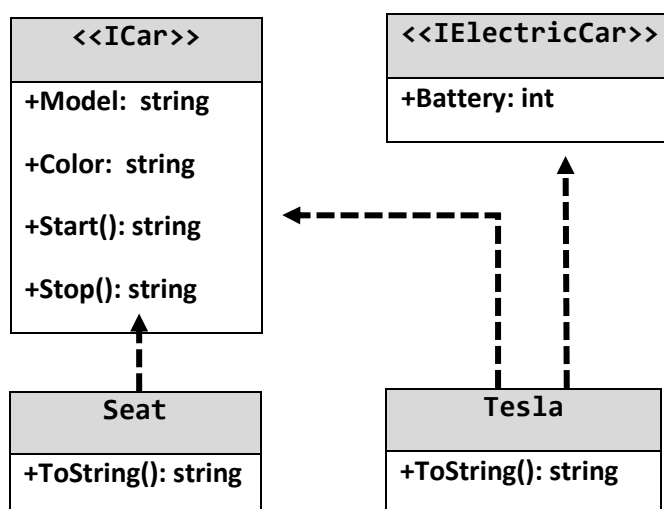 <<ICar>>
+Model:  string
+Color:  string
+Start(): string
+Stop(): string
<<IElectricCar>>
+Battery: int
Seat
+ToString(): string
Tesla
+ToString(): string